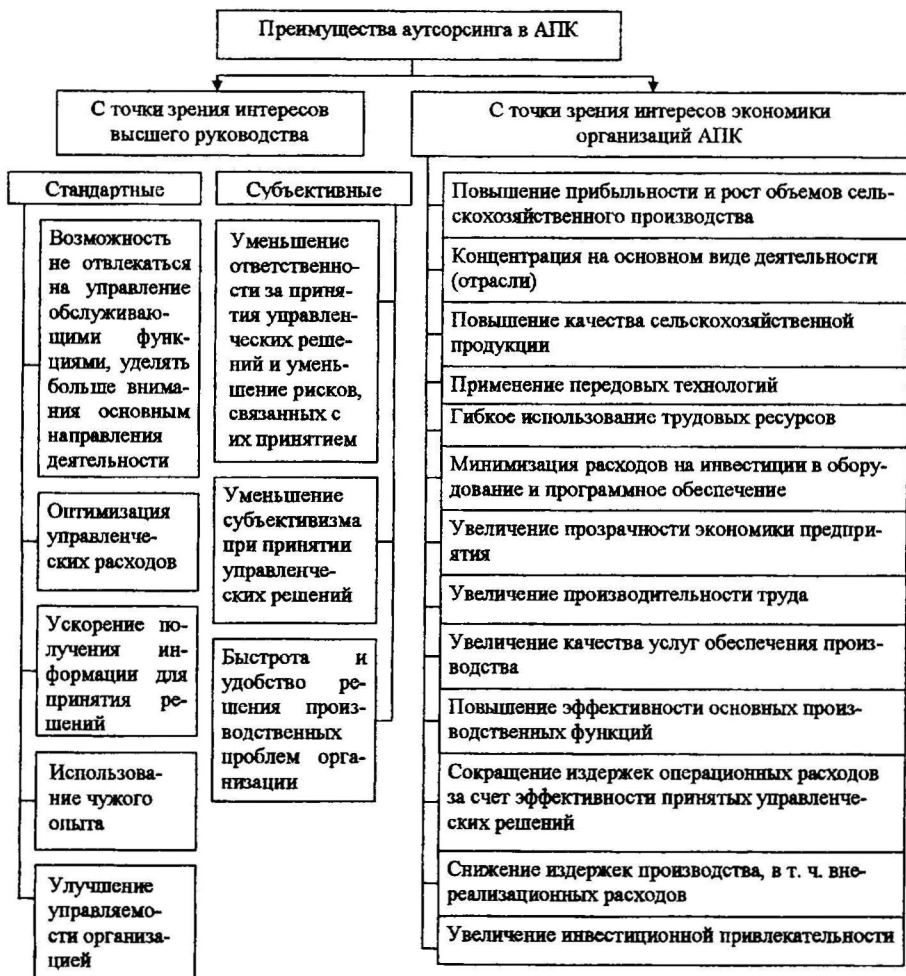 Преимущества аутсорсинга в АПК
С точки зрения интересов
высшего руководства
С точки зрения интересов экономики
организаций АПК
Стандартные
Возможность
не отвлекаться
на управление
обслуживаю-
щими функ-
циями, уделять
больше внима-
ния основным
направления
деятельности
Оптимизация
управленче-
ских расходов
Ускорение по-
лучения ин-
формации для
принятия ре-
шений
Использова-
ние чужого
опыта
Улучшение
управляемо-
сти организа-
цией
Субъективные
Уменьшение
ответственно-
сти за приня-
тия управлен-
ческих реше-
ний и умень-
шение рисков,
связанных с
их принятием
Уменьшение
субъективизма
при принятии
управленче-
ских решений
Быстрота и
удобство ре-
шения произ-
водственных
проблем орга-
низации
Повышение прибыльности и рост объемов сель-
скохозяйственного производства
Концентрация на основном виде деятельности
(отрасли)
Повышение качества сельскохозяйственной
продукции
Применение передовых технологий
Гибкое использование трудовых ресурсов
Минимизация расходов на инвестиции в обору-
дование и программное обеспечение
Увеличение прозрачности экономики предпри-
ятия
Увеличение производительности труда
Увеличение качества услуг обеспечения произ-
водства
Повышение эффективности основных произ-
водственных функций
Сокращение издержек операционных расходов
за счет эффективности принятых управленче-
ских решений
Снижение издержек производства, в т. ч. вне-
реализационных расходов
Увеличение инвестиционной привлекательности